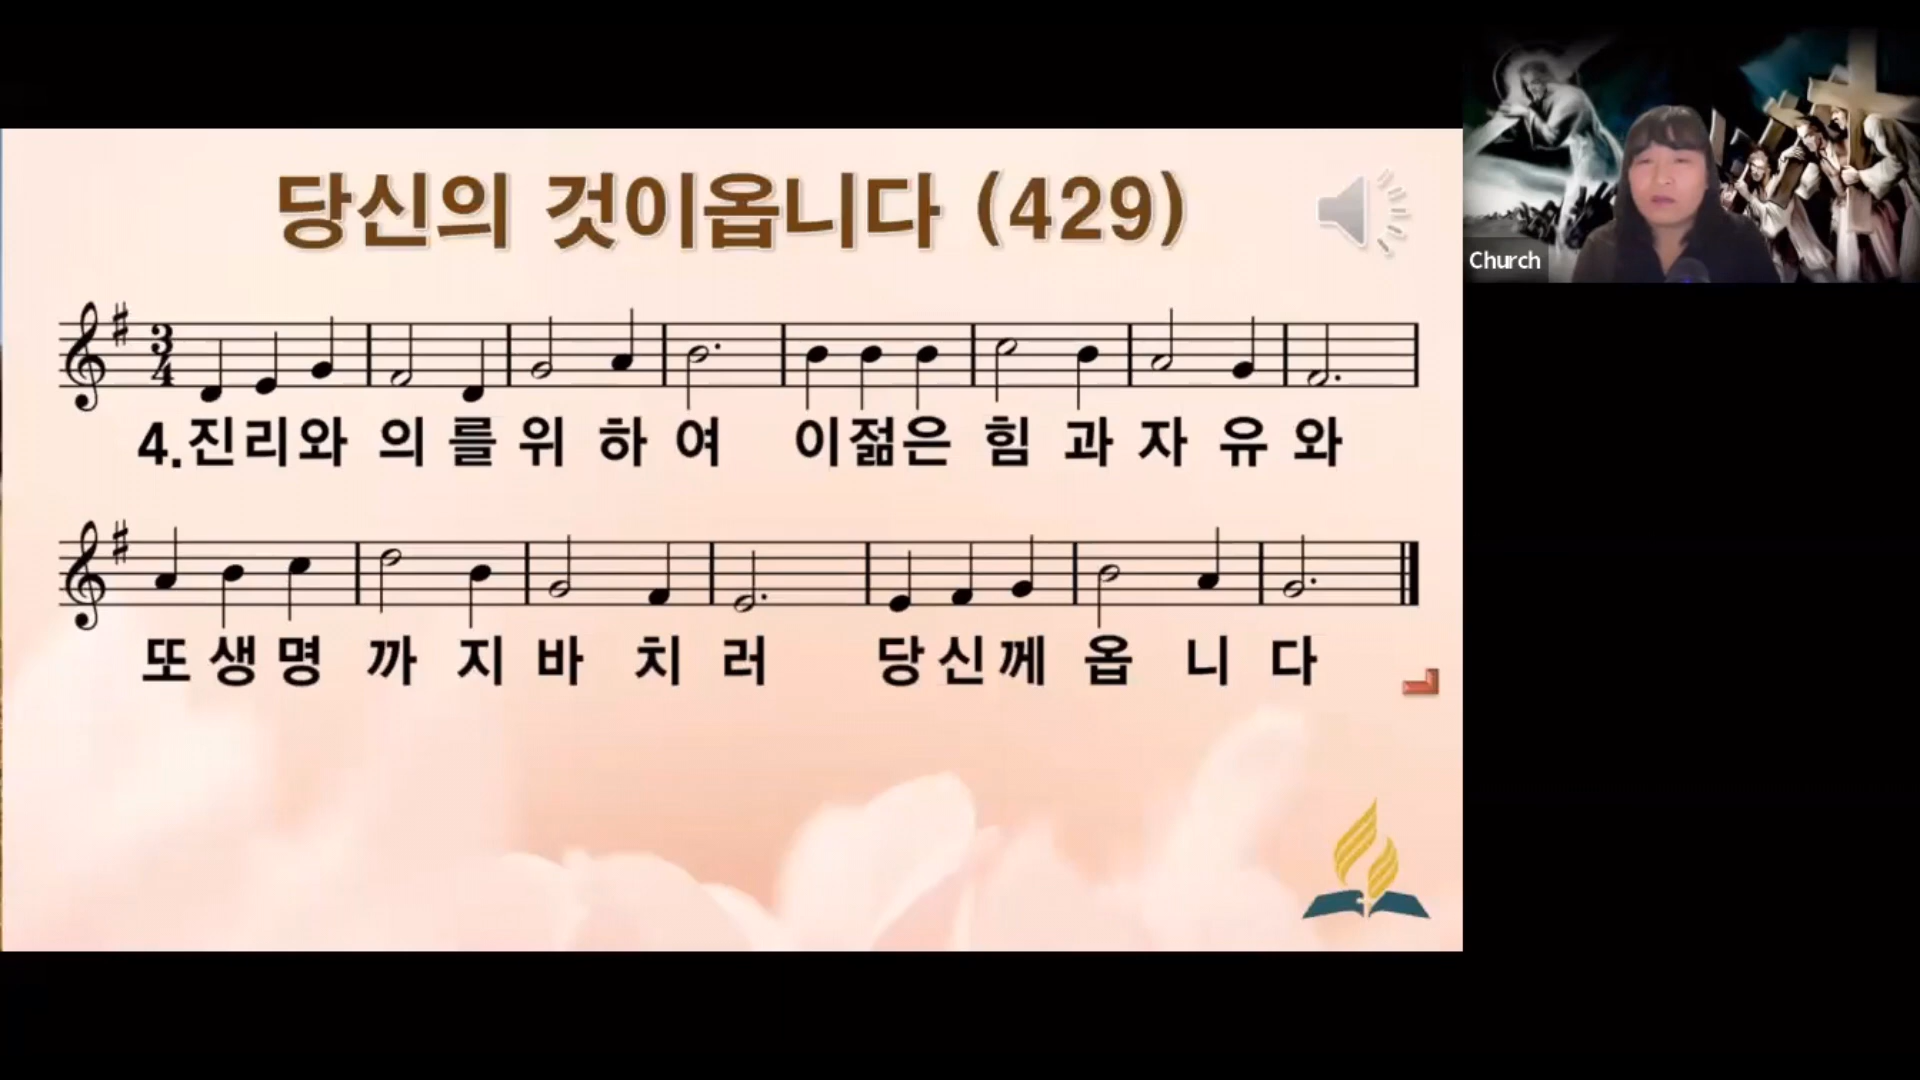 당신의 것이옵니다 (429)
Church
3
4
4.진리와 의를위 하여 이젊은 힘 과 자 유 와
또생명 까지바 치 러 당신께 옵 니 다